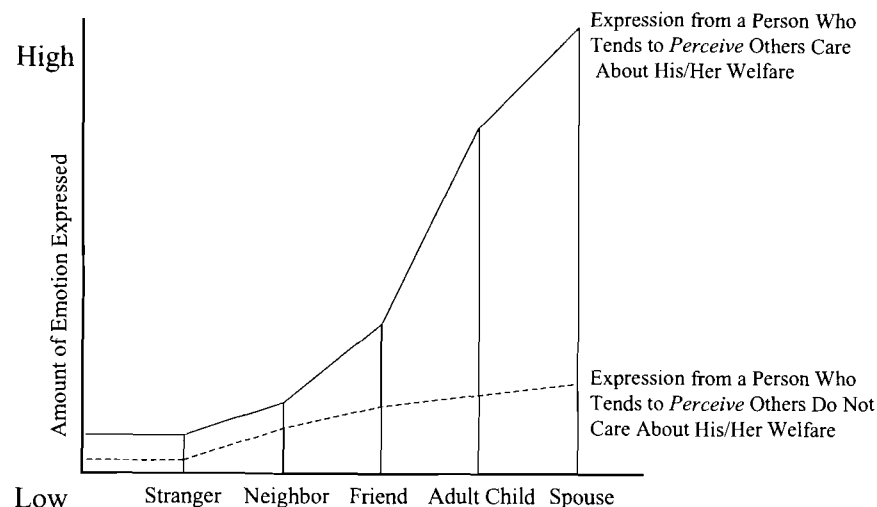 High
Expression from a Person Who
Tends to Perceive Others Care
About His/Her Welfare
Amount of Emotion Expressed
Expression from a Person Who
Tends to Perceive Others Do Not
Care About His/Her Welfare
Low
Stranger Neighbor Friend Adult Child Spouse